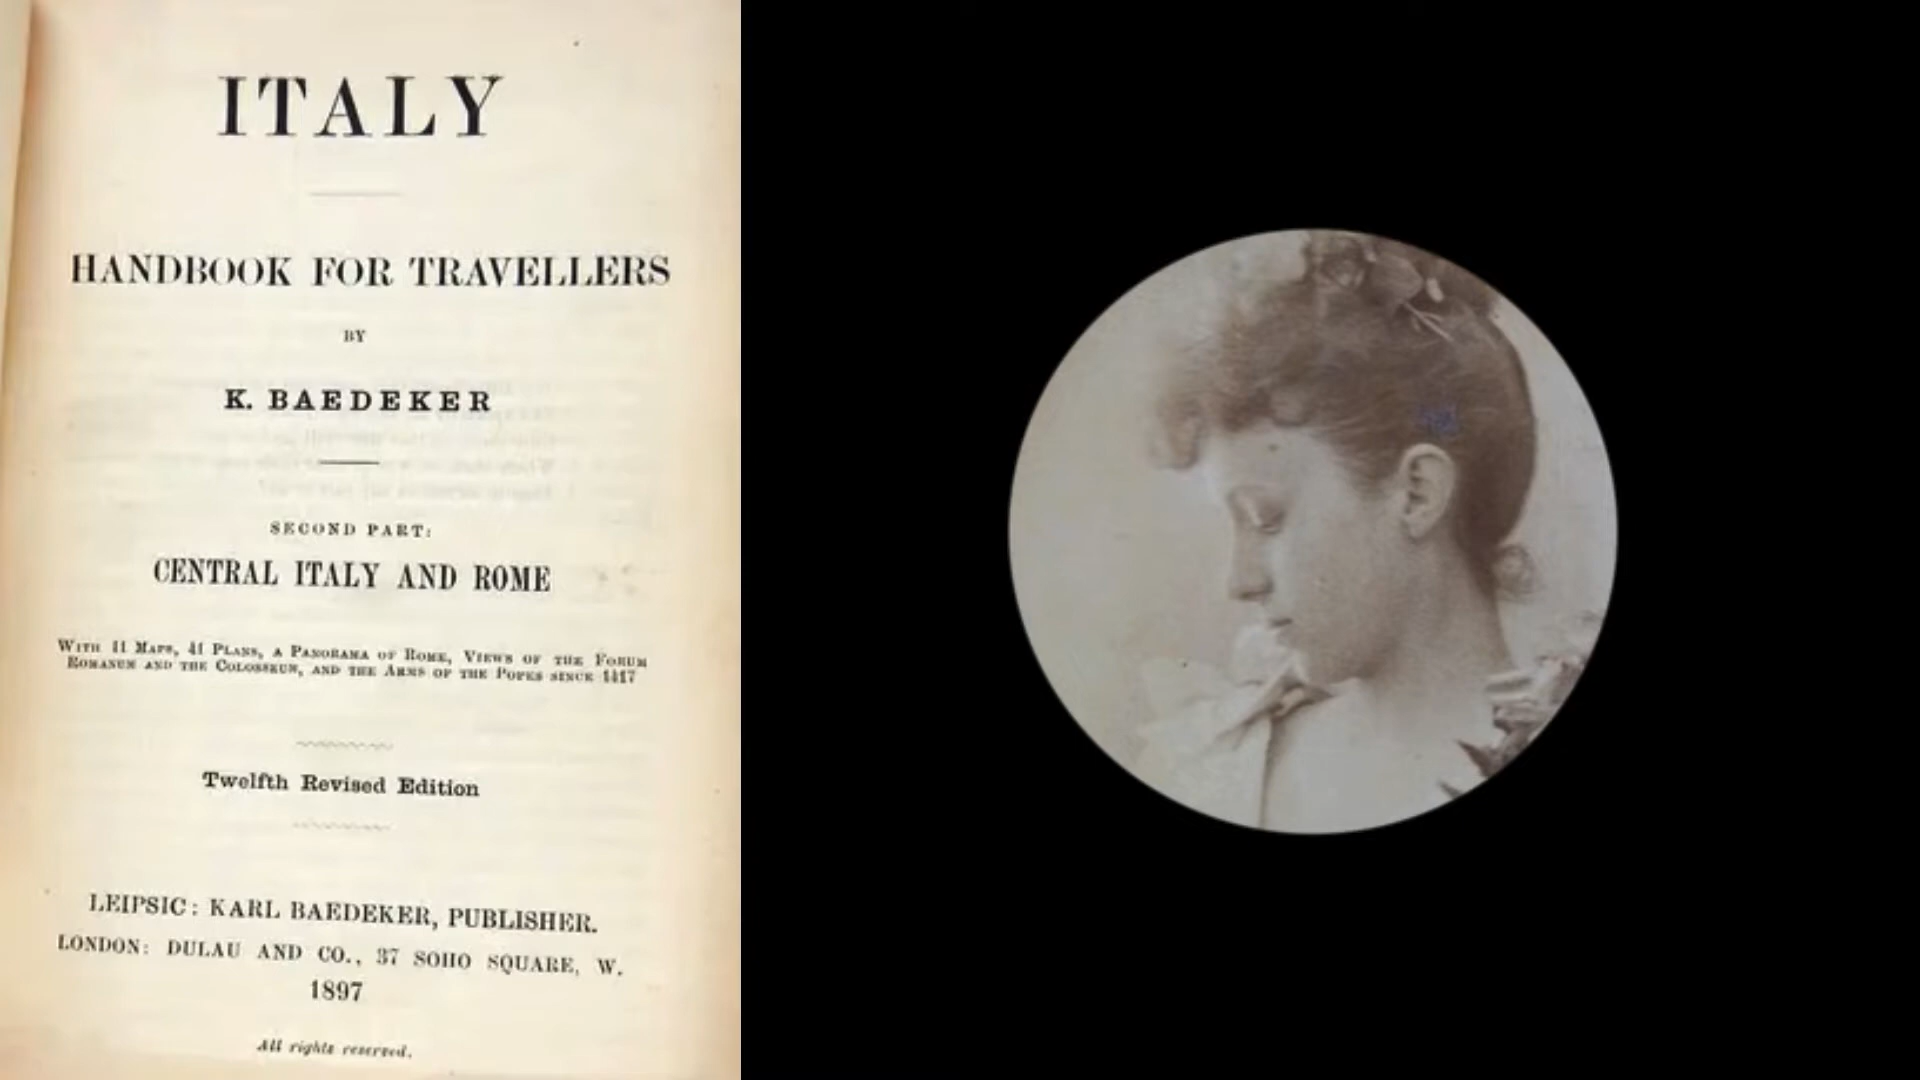 ITALY
HANDBOOK FOR TRAVELLERS
BY
K. BAEDEKER
SECOND PART:
CENTRAL ITALY AND ROME
WITH 11 MAPS, 41 PLANS, A PANORAMA OF ROME, VIEWS OF THE FORUM
ROMANUM AND THE COLOSSEUM, AND THE ARMS OF THE POPES SINCE 1417
Twelfth Revised Edition
LEIPSIC: KARL BAEDEKER, PUBLISHER.
LONDON: DULAU AND CO., 37 SOHO SQUARE, W.
1897
All rights reserved.